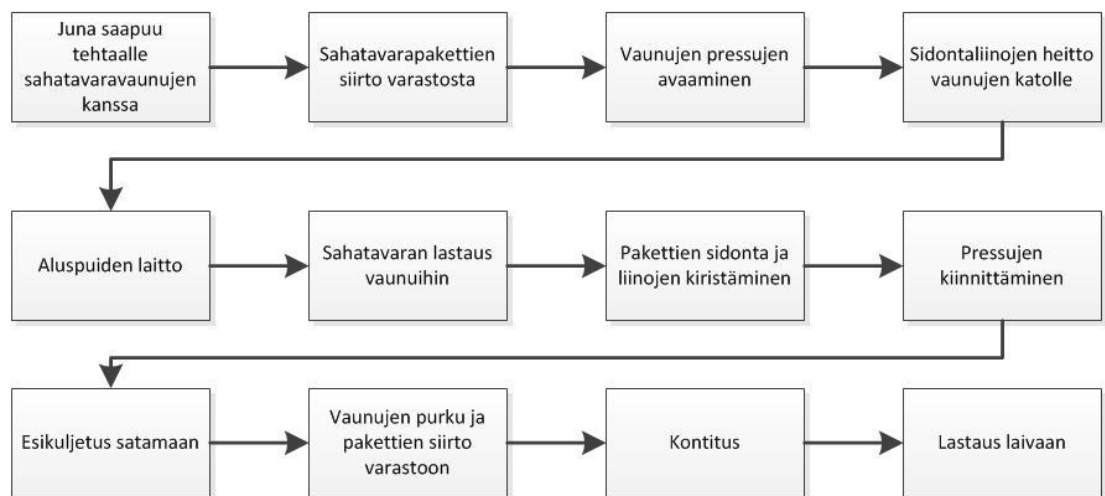 Juna saapuu
tehtaalle
sahatavaravaunujen
kanssa
Sahatavarapakettien
siirto varastosta
Vaunujen pressujen
avaaminen
Sidontaliinojen heitto
vaunujen katolle
Aluspuiden laitto
Sahatavaran lastaus
vaunuihin
Pakettien sidonta ja
liinojen kiristäminen
Pressujen
kiinnittäminen
Esikuljetus satamaan
Vaunujen purku ja
pakettien siirto
varastoon
Kontitus
Lastaus laivaan